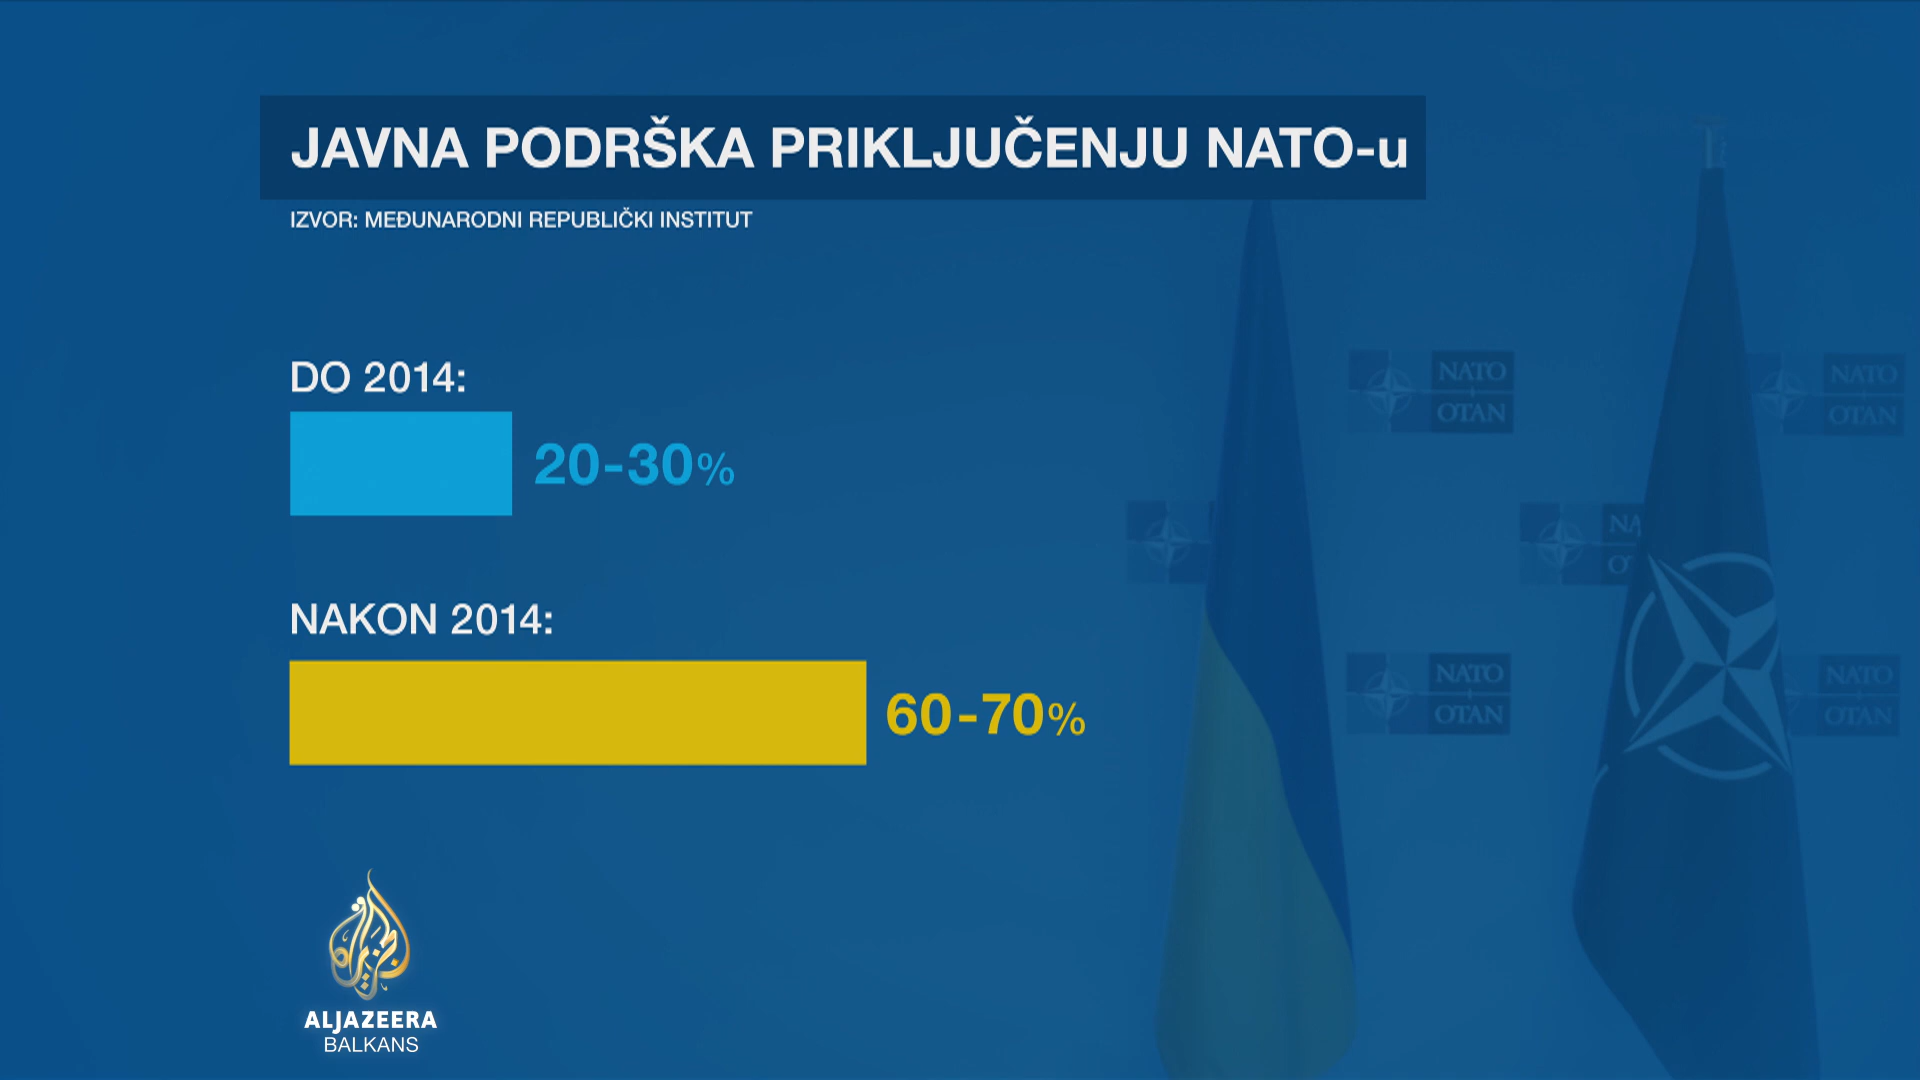 JAVNA PODRŠKA PRIKLJUČENJU NATO-u
IZVOR: MEĐUNARODNI REPUBLIČKI INSTITUT
DO 2014:
20-30%
NAKON 2014:
60-70%
NATO
OTAN
NATO
OTAN
NATO
OTAN
NATO
OTAN
ALJAZEERA
BALKANS